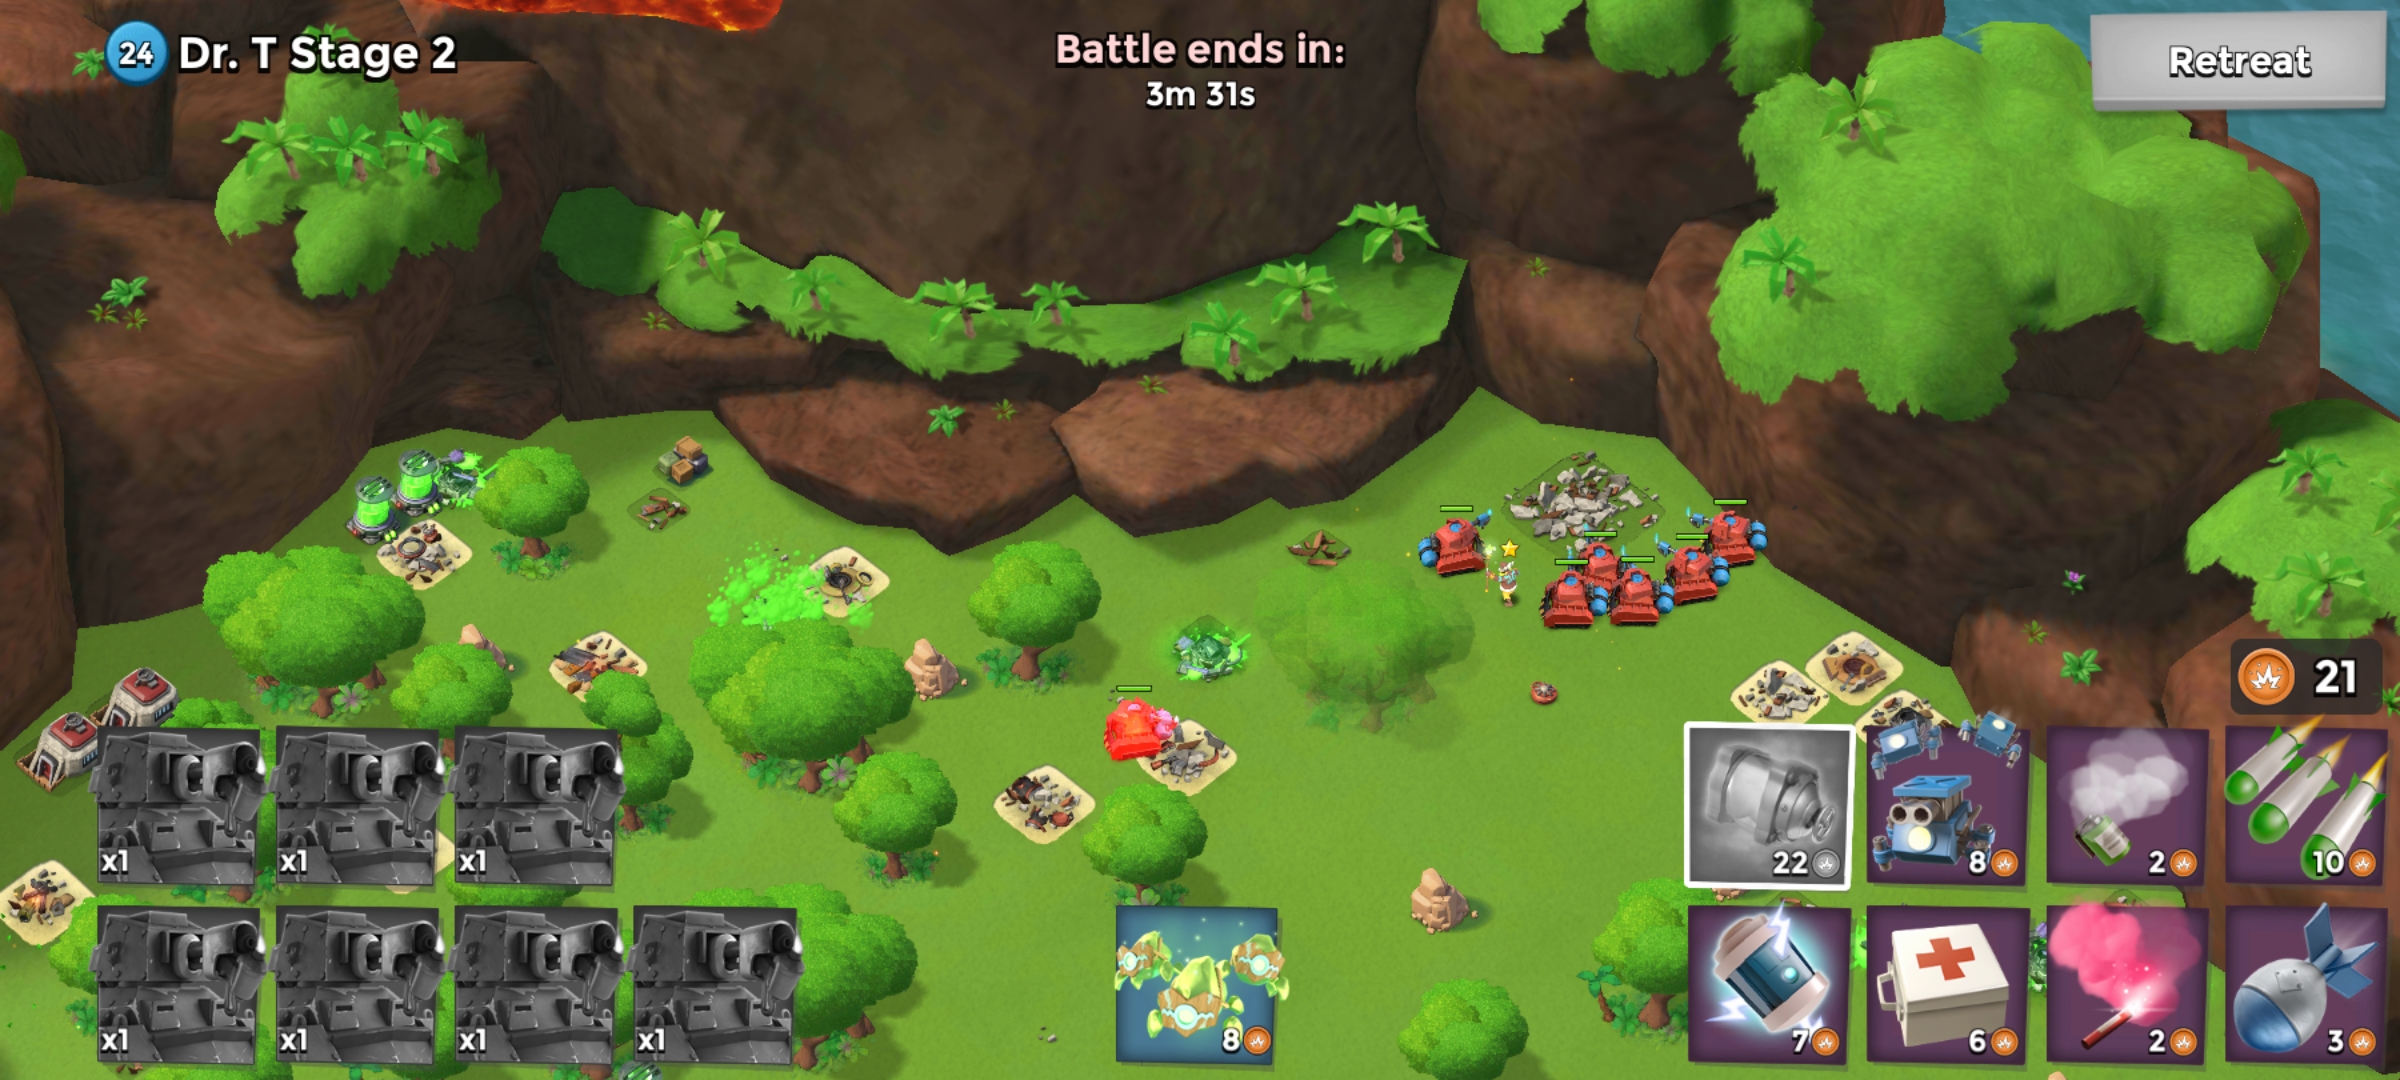 24 Dr. T Stage 2
Battle ends in:
3m 31s
Retreat
21
x1 x1 x1
22 8 2 10
x1 x1 x1 x1
8
7 6 2 3